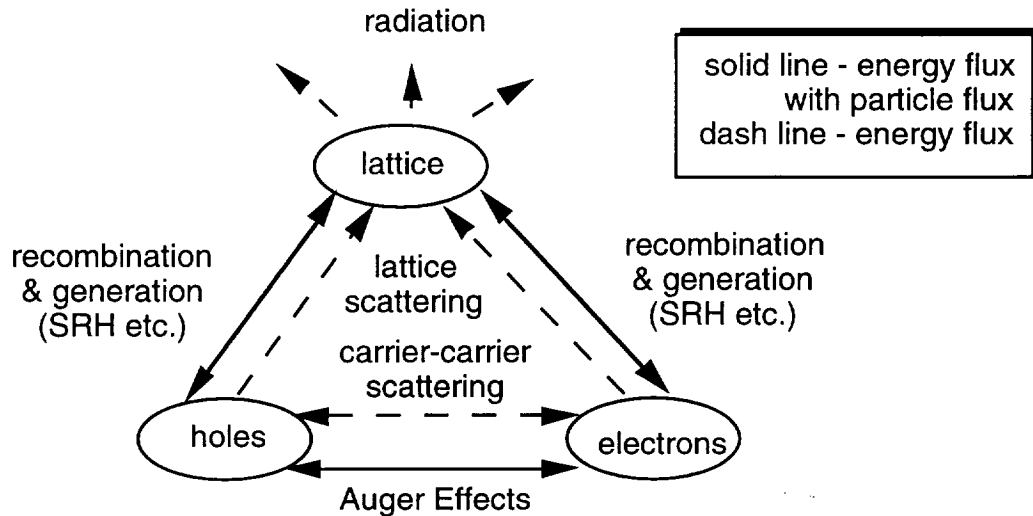 radiation
solid line - energy flux
with particle flux
dash line - energy flux
lattice
recombination
& generation
(SRH etc.)
lattice
scattering
recombination
& generation
(SRH etc.)
carrier-carrier
scattering
holes
electrons
Auger Effects